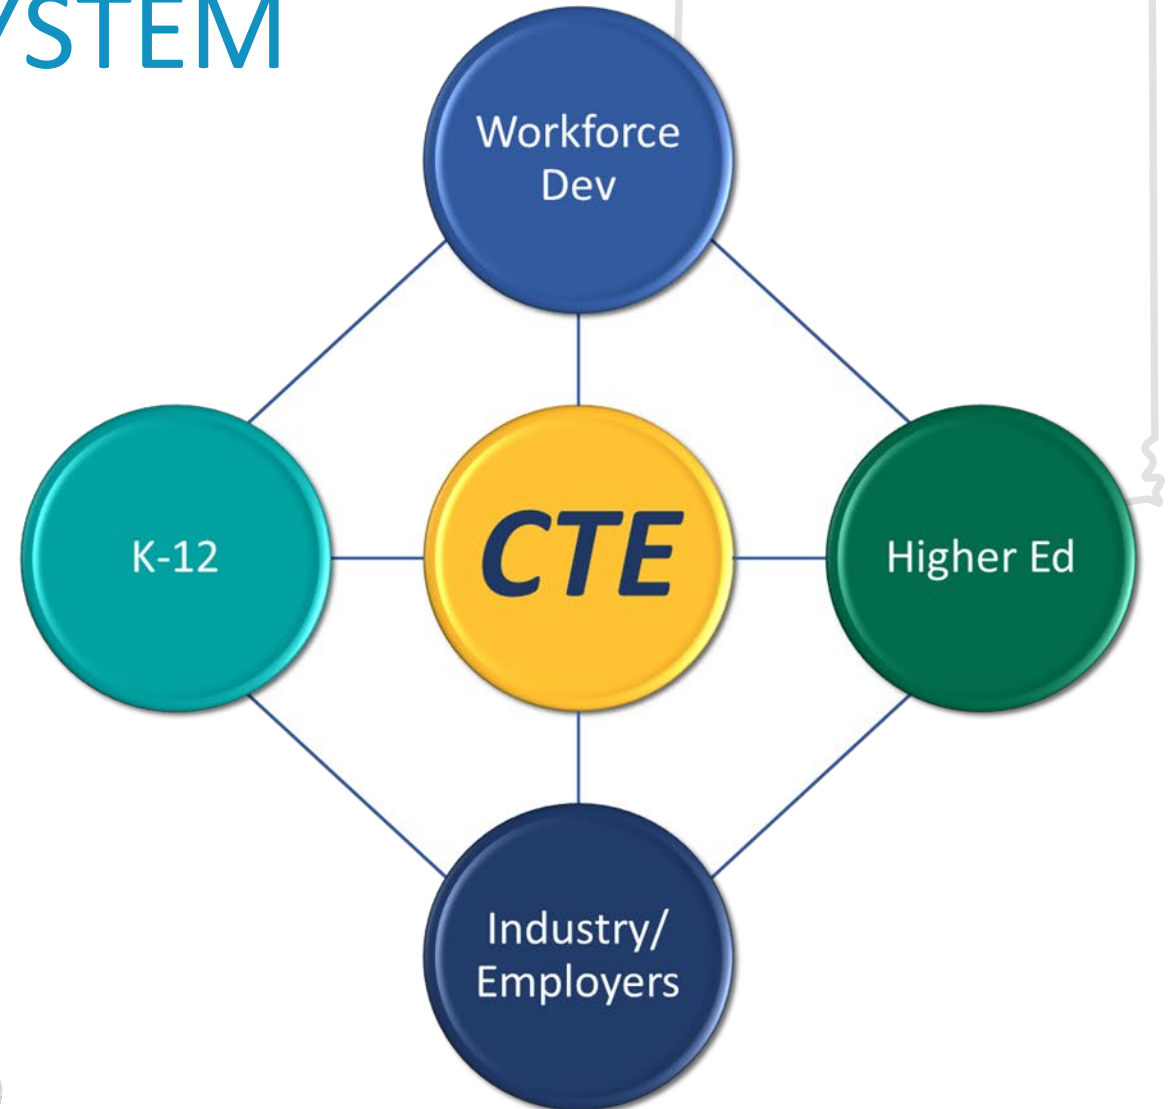 YSTEM
Workforce
Dev
K-12
CTE
Higher Ed
Industry/
Employers